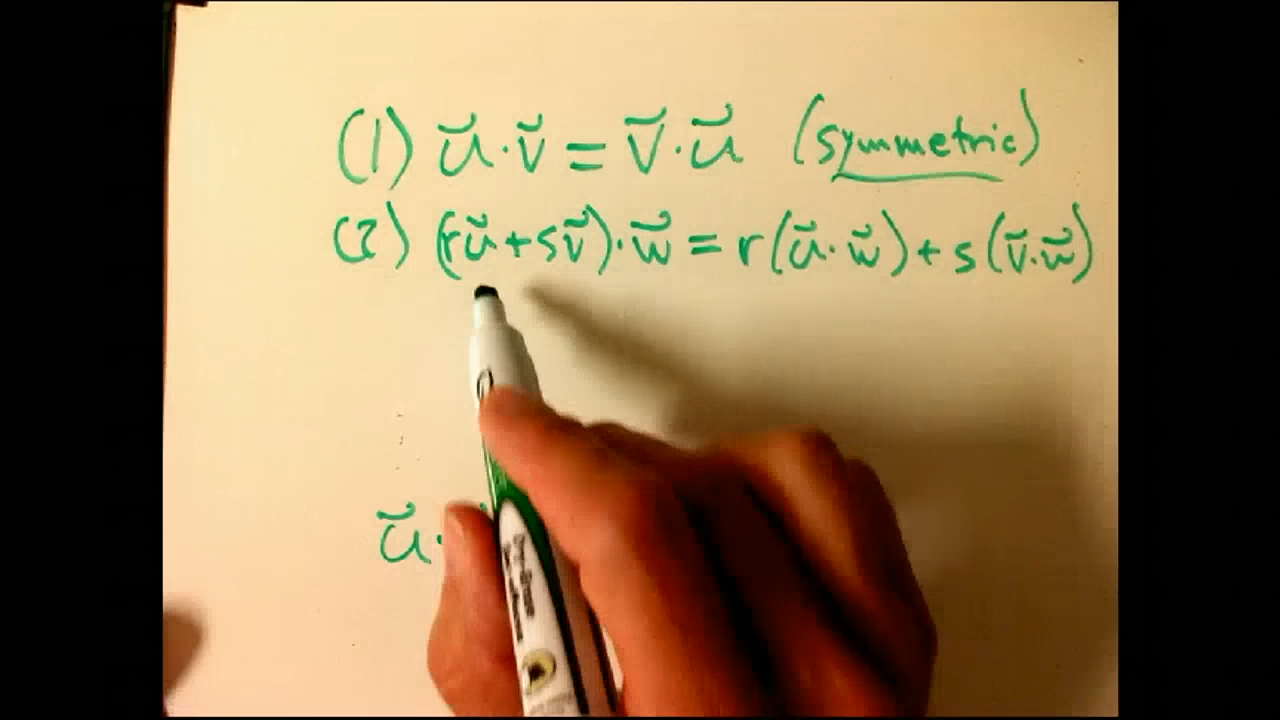 (1) u⃗·v⃗ = v⃗·u⃗ (symmetric)
(2) (ru⃗+sv⃗)·w⃗ = r(u⃗·w⃗) + s(v⃗·w⃗)
u⃗·